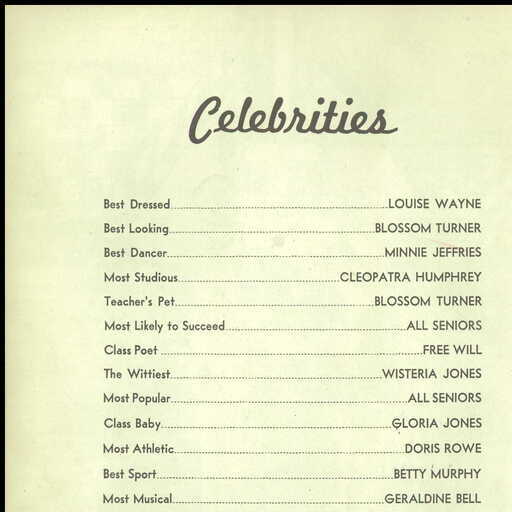 Celebrities
Best Dressed LOUISE WAYNE
Best Looking BLOSSOM TURNER
Best Dancer MINNIE JEFFRIES
Most Studious CLEOPATRA HUMPHREY
Teacher's Pet BLOSSOM TURNER
Most Likely to Succeed ALL SENIORS
Class Poet FREE WILL
The Wittiest WISTERIA JONES
Most Popular ALL SENIORS
Class Baby GLORIA JONES
Most Athletic DORIS ROWE
Best Sport BETTY MURPHY
Most Musical GERALDINE BELL